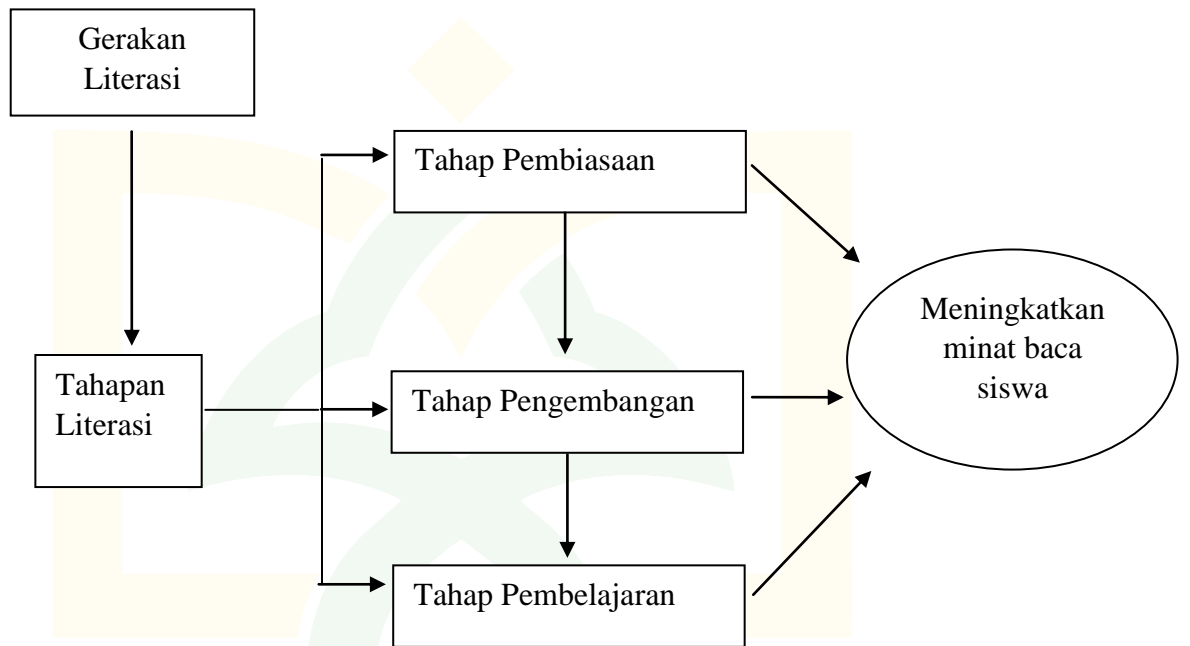 Gerakan
Literasi
Tahapan
Literasi
Tahap Pembiasaan
Tahap Pengembangan
Tahap Pembelajaran
Meningkatkan
minat baca
siswa